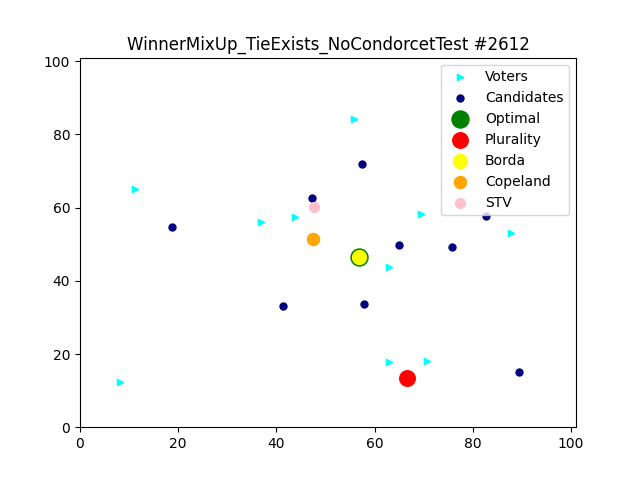 WinnerMixUp_TieExists_NoCondorcetTest #2612
Voters
Candidates
Optimal
Plurality
Borda
Copeland
STV
100
80
60
40
20
0
0 20 40 60 80 100